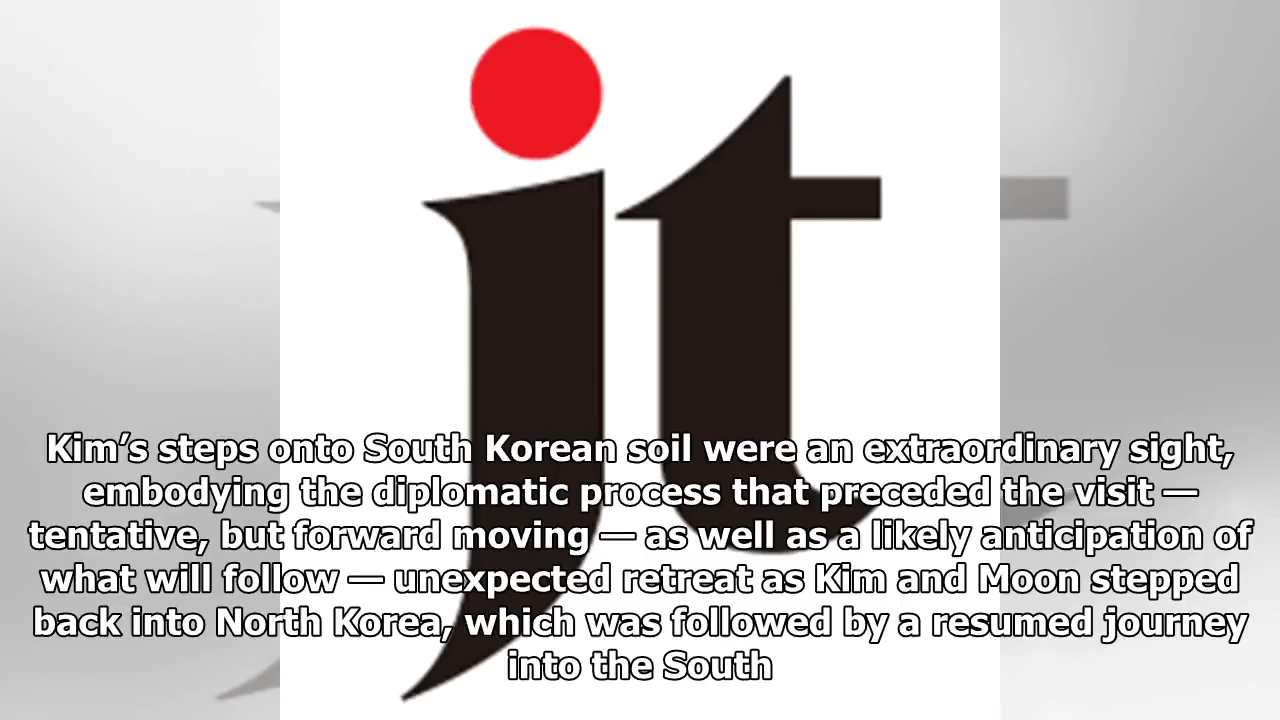 jt
Kim’s steps onto South Korean soil were an extraordinary sight,
embodying the diplomatic process that preceded the visit —
tentative, but forward moving — as well as a likely anticipation of
what will follow — unexpected retreat as Kim and Moon stepped
back into North Korea, which was followed by a resumed journey
into the South